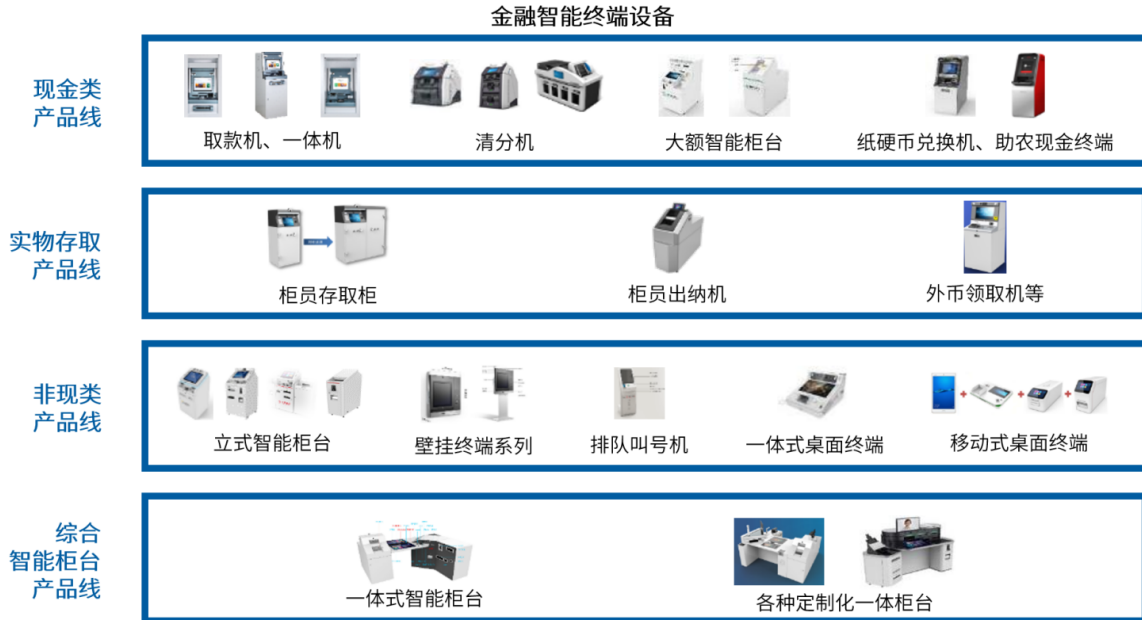 金融智能终端设备
现金类
产品线
取款机、一体机
清分机
大额智能柜台
纸硬币兑换机、助农现金终端
实物存取
产品线
柜员存取柜
柜员出纳机
外币领取机等
非现类
产品线
立式智能柜台
壁挂终端系列
排队叫号机
一体式桌面终端
移动式桌面终端
综合
智能柜台
产品线
一体式智能柜台
各种定制化一体柜台